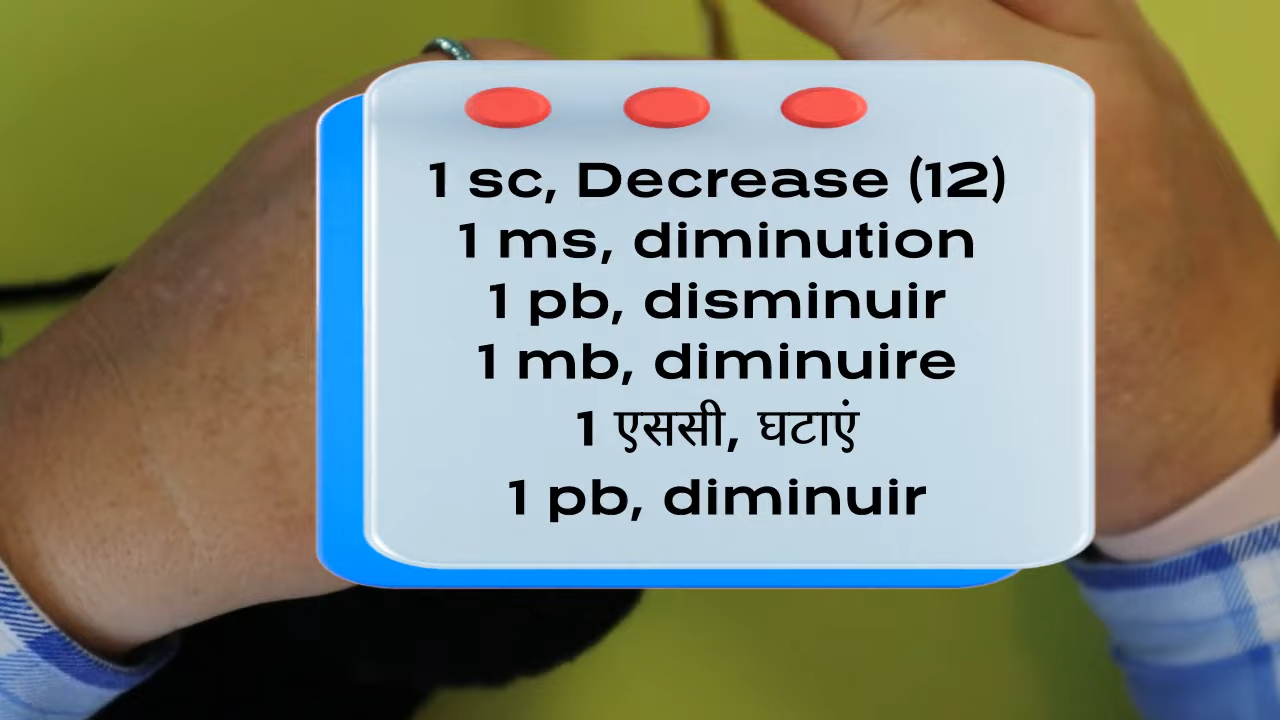 1 sc, Decrease (12)
1 ms, diminution
1 pb, disminuir
1 mb, diminuire
1 एससी, घटाएं
1 pb, diminuir